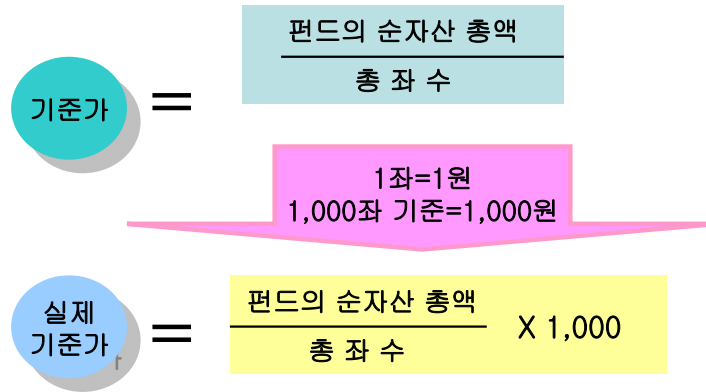 펀드의 순자산 총액
기준가 =
총 좌 수
1좌=1원
1,000좌 기준=1,000원
실제
기준가 =
펀드의 순자산 총액
총 좌 수
X 1,000